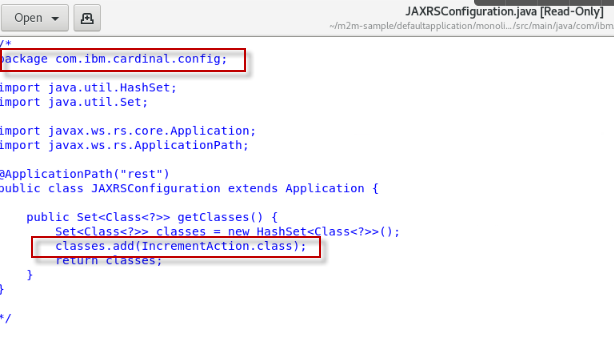 Open
JAXRSConfiguration.java [Read-Only]
~/m2m-sample/defaultapplication/monoli.../src/main/java/com/ibm
/*
package com.ibm.cardinal.config;
import java.util.HashSet;
import java.util.Set;
import javax.ws.rs.core.Application;
import javax.ws.rs.ApplicationPath;
@ApplicationPath("rest")
public class JAXRSConfiguration extends Application {
public Set<Class<?>> getClasses() {
Set<Class<?>> classes = new HashSet<Class<?>>();
classes.add(IncrementAction.class);
return classes;
}
}
*/